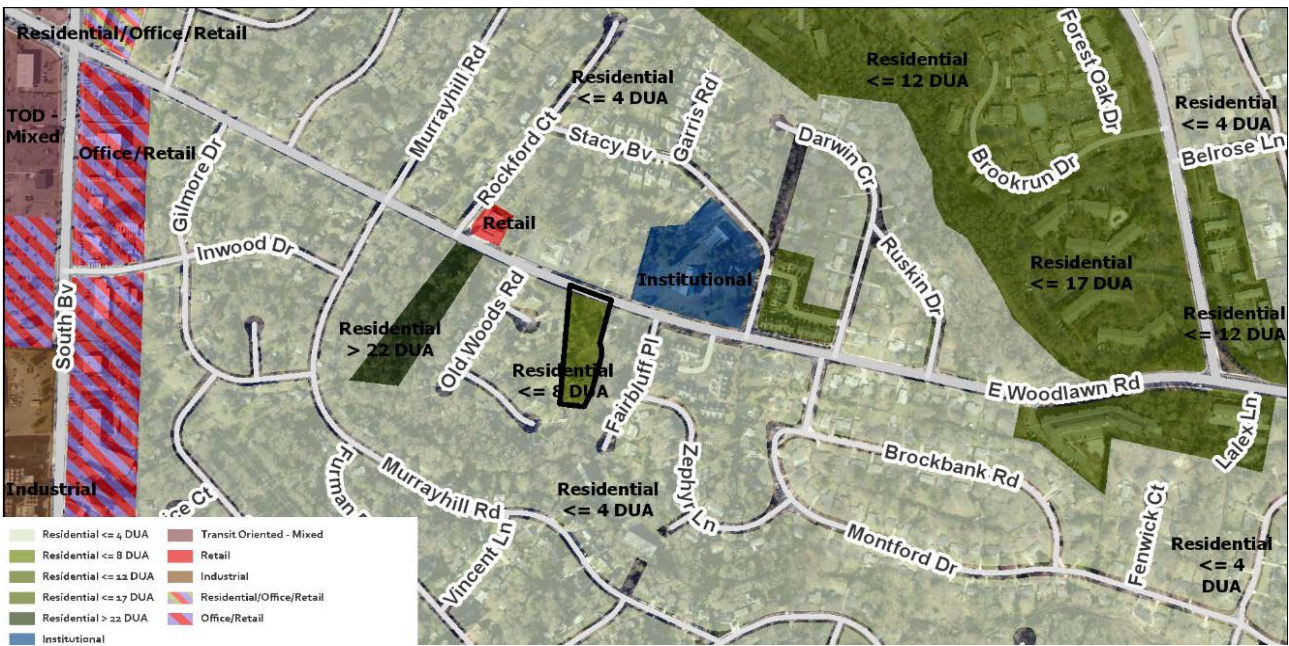 Residential/Office/Retail
TOD -
Mixed
Office/Retail
Gilmore Dr
Inwood Dr
South Bv
Murrayhill Rd
Rockford Ct
Residential
<= 4 DUA
Stacy Bv
Garris Rd
Retail
Residential
> 22 DUA
Old Woods Rd
Residential
<= 8 DUA
Fairbluff Pl
Institutional
Darwin Cr
Ruskin Dr
Residential
<= 12 DUA
Forest Oak Dr
Brookrun Dr
Residential
<= 4 DUA
Belrose Ln
Residential
<= 17 DUA
Residential
<= 12 DUA
E Woodlawn Rd
Lalex Ln
Brockbank Rd
Zephyr Ln
Residential
<= 4 DUA
Montford Dr
Fenwick Ct
Residential
<= 4
DUA
Murrayhill Rd
Furman
Vincent Ln
Industrial
ice Ct
Residential <= 4 DUA
Residential <= 8 DUA
Residential <= 12 DUA
Residential <= 17 DUA
Residential > 22 DUA
Institutional
Transit Oriented - Mixed
Retail
Industrial
Residential/Office/Retail
Office/Retail